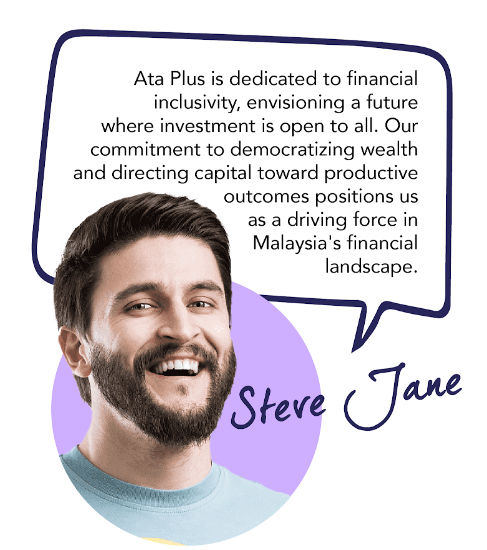 Ata Plus is dedicated to financial
inclusivity, envisioning a future
where investment is open to all. Our
commitment to democratizing wealth
and directing capital toward productive
outcomes positions us
as a driving force in
Malaysia's financial
landscape.
Steve Jane